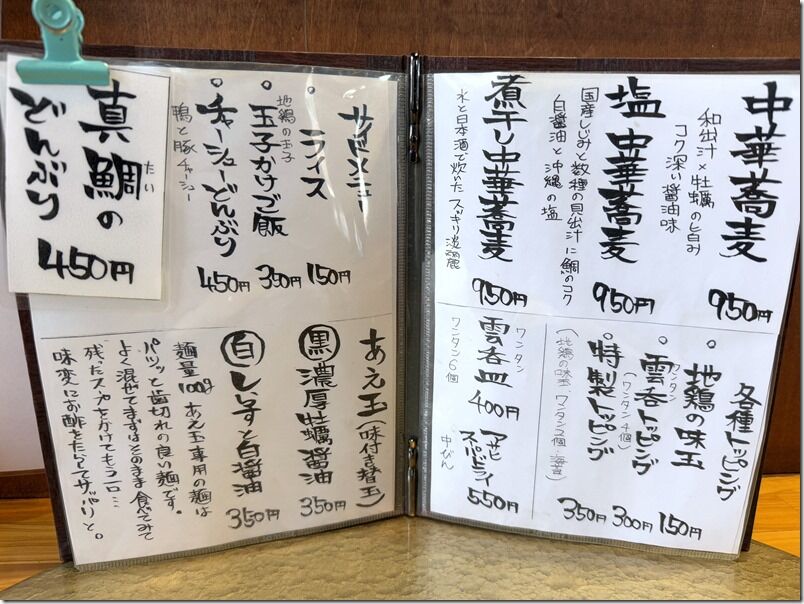 中華蕎麦
和出汁×牡蠣の旨み
コク深い醤油味
950円
塩 中華蕎麦
国産しじみと数種の貝出汁に鯛のコク
白醤油と沖縄の塩
950円
煮干し中華蕎麦
水と日本酒で炊いた スッキリ淡麗
950円
各種トッピング
地鶏の味玉
150円
ワンタン
雲呑トッピング
(ワンタン4個)
300円
特製トッピング
(地鶏の味玉 ワンタン2個・海苔)
350円
ワンタン
雲呑皿
ワンタン6個
400円
アサヒ
スーパードライ
中びん
550円
サイドメニュー
ライス
150円
地鶏の玉子
玉子かけご飯
350円
チャーシューどんぶり
鴨と豚チャーシュー
450円
たい
真鯛の
どんぶり
450円
あえ玉(味付き替玉)
黒 濃厚牡蠣醤油
350円
白 しらすと白醤油
350円
麺量100g あえ玉専用の麺は
パリッと歯切れの良い麺です。
よく混ぜてまずはそのまま食べてみて
残ったスープをかけてもう一口…
味変にお酢をたらしてサッパリと。